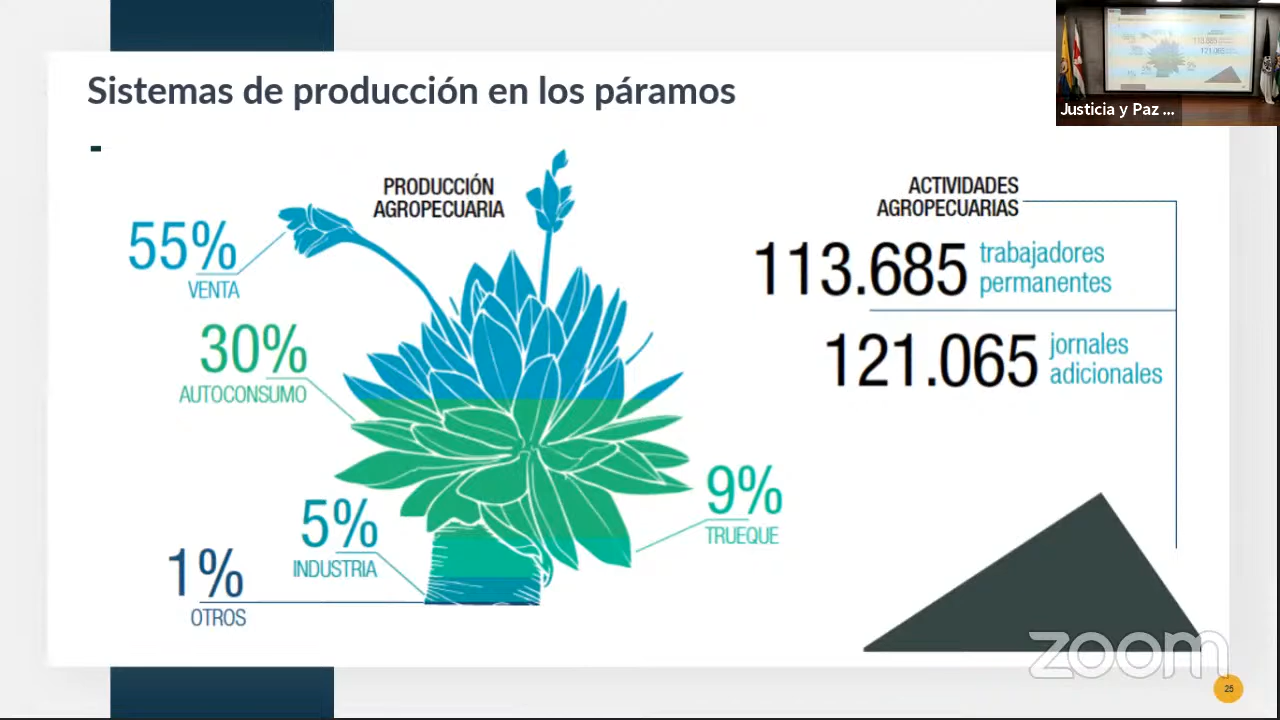 Sistemas de producción en los páramos
-
Justicia y Paz ...
PRODUCCIÓN
AGROPECUARIA
55%
VENTA
30%
AUTOCONSUMO
5%
INDUSTRIA
1%
OTROS
9%
TRUEQUE
ACTIVIDADES
AGROPECUARIAS
113.685 trabajadores
permanentes
121.065 jornales
adicionales
zoom
25